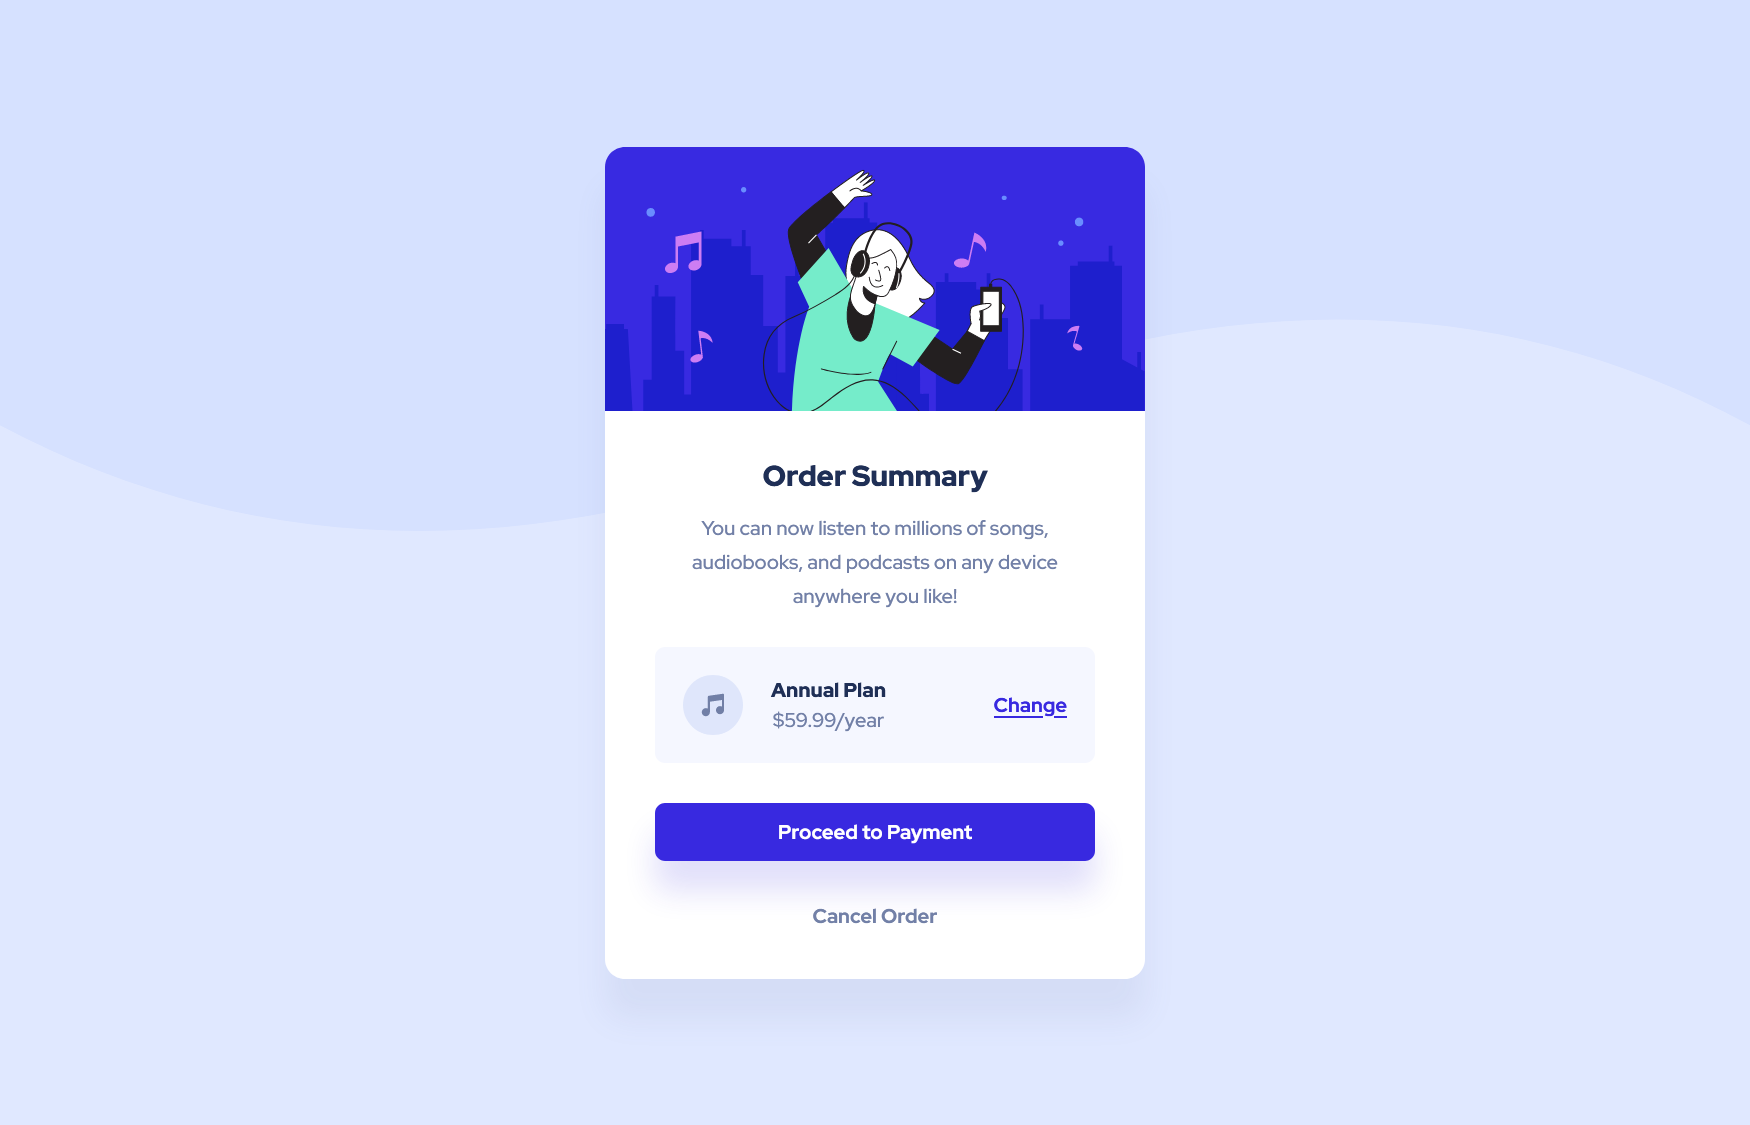 Order Summary
You can now listen to millions of songs,
audiobooks, and podcasts on any device
anywhere you like!
Annual Plan
$59.99/year
Change
Proceed to Payment
Cancel Order